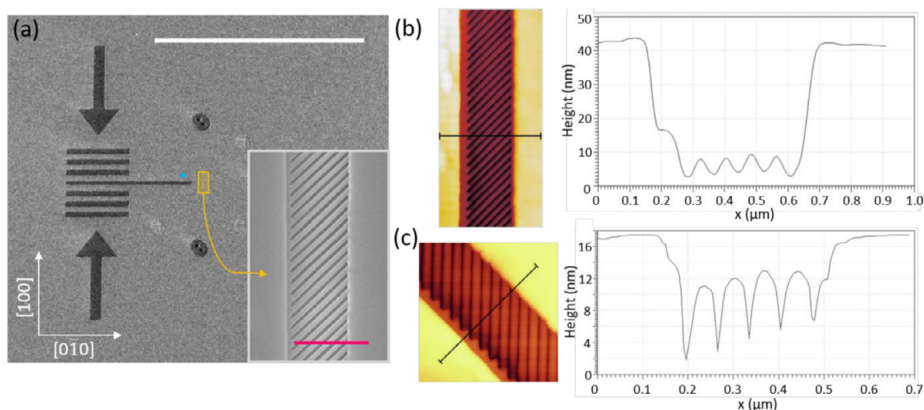 (a)
[100]
[010]
(b)
Height (nm)
50
40
30
20
10
0
0 0.1 0.2 0.3 0.4 0.5 0.6 0.7 0.8 0.9 1.0
x (μm)
(c)
Height (nm)
16
12
8
4
0
0 0.1 0.2 0.3 0.4 0.5 0.6 0.7
x (μm)